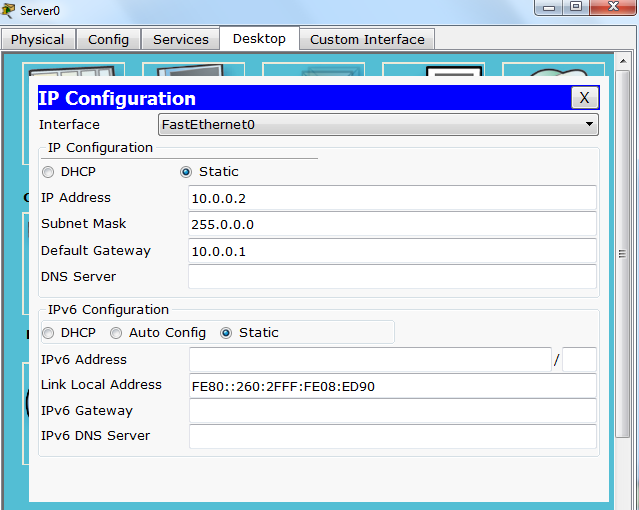 Server0
Physical Config Services Desktop Custom Interface
IP Configuration X
Interface FastEthernet0
IP Configuration
DHCP Static
IP Address 10.0.0.2
Subnet Mask 255.0.0.0
Default Gateway 10.0.0.1
DNS Server
IPv6 Configuration
DHCP Auto Config Static
IPv6 Address /
Link Local Address FE80::260:2FFF:FE08:ED90
IPv6 Gateway
IPv6 DNS Server